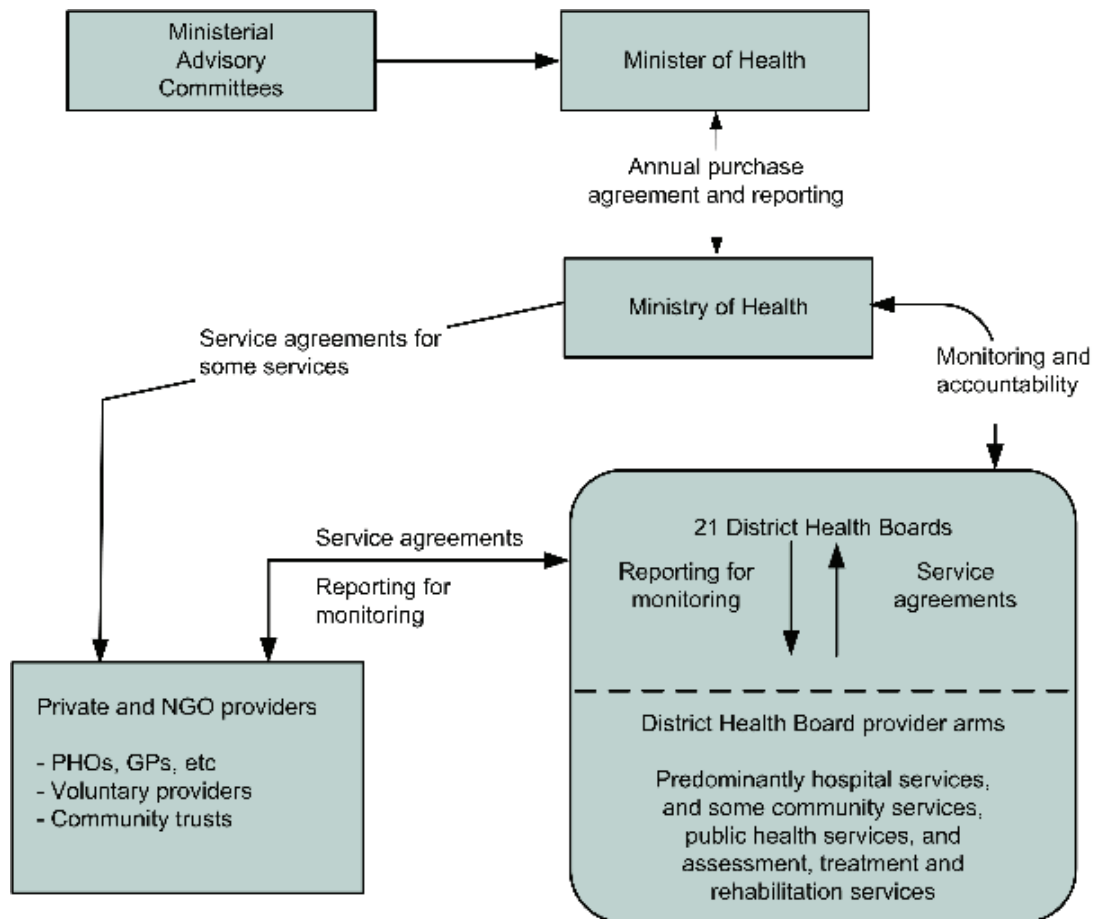 Ministerial
Advisory
Committees
Minister of Health
Annual purchase
agreement and reporting
Ministry of Health
Service agreements for
some services
Monitoring and
accountability
Service agreements
Reporting for
monitoring
21 District Health Boards
Reporting for
monitoring
Service
agreements
Private and NGO providers
- PHOs, GPs, etc
- Voluntary providers
- Community trusts
District Health Board provider arms
Predominantly hospital services,
and some community services,
public health services, and
assessment, treatment and
rehabilitation services